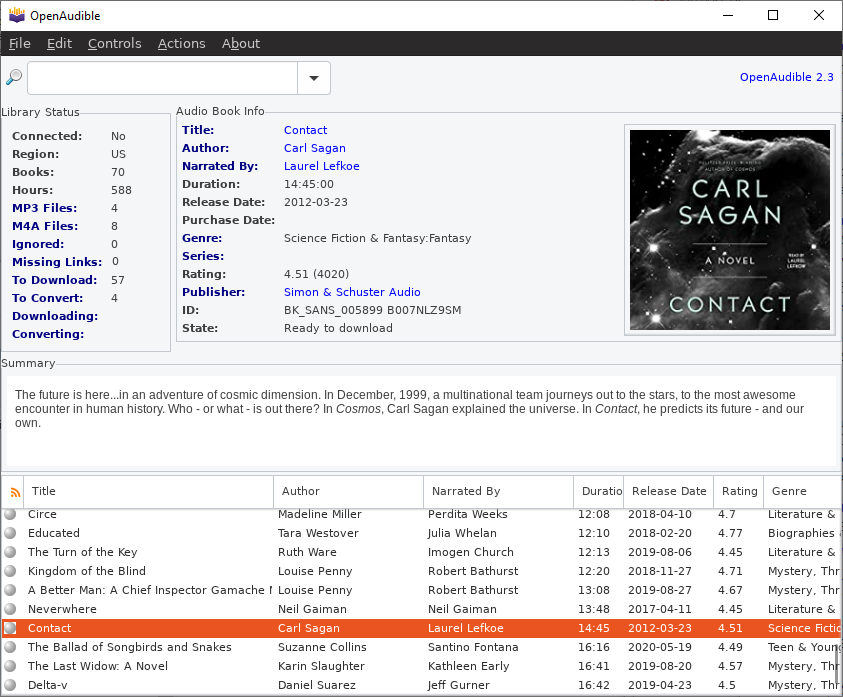 OpenAudible
File Edit Controls Actions About
OpenAudible 2.3
Library Status
Connected: No
Region: US
Books: 70
Hours: 588
MP3 Files: 4
M4A Files: 8
Ignored: 0
Missing Links: 0
To Download: 57
To Convert: 4
Downloading:
Converting:
Audio Book Info
Title: Contact
Author: Carl Sagan
Narrated By: Laurel Lefkoe
Duration: 14:45:00
Release Date: 2012-03-23
Purchase Date:
Genre: Science Fiction & Fantasy:Fantasy
Series:
Rating: 4.51 (4020)
Publisher: Simon & Schuster Audio
ID: BK_SANS_005899 B007NLZ9SM
State: Ready to download
PULITZER PRIZE-WINNING
AUTHOR OF COSMOS
CARL
SAGAN
A NOVEL
READ BY
LAUREL
LEFKOW
CONTACT
Summary
The future is here...in an adventure of cosmic dimension. In December, 1999, a multinational team journeys out to the stars, to the most awesome
encounter in human history. Who - or what - is out there? In Cosmos, Carl Sagan explained the universe. In Contact, he predicts its future - and our
own.
Title Author Narrated By Duratio Release Date Rating Genre
Circe Madeline Miller Perdita Weeks 12:08 2018-04-10 4.7 Literature &
Educated Tara Westover Julia Whelan 12:10 2018-02-20 4.77 Biographies
The Turn of the Key Ruth Ware Imogen Church 12:13 2019-08-06 4.45 Literature &
Kingdom of the Blind Louise Penny Robert Bathurst 12:20 2018-11-27 4.71 Mystery, Thr
A Better Man: A Chief Inspector Gamache Louise Penny Robert Bathurst 13:08 2019-08-27 4.67 Mystery, Thr
Neverwhere Neil Gaiman Neil Gaiman 13:48 2017-04-11 4.45 Literature &
Contact Carl Sagan Laurel Lefkoe 14:45 2012-03-23 4.51 Science Fictic
The Ballad of Songbirds and Snakes Suzanne Collins Santino Fontana 16:16 2020-05-19 4.49 Teen & Young
The Last Widow: A Novel Karin Slaughter Kathleen Early 16:41 2019-08-20 4.57 Mystery, Thr
Delta-v Daniel Suarez Jeff Gurner 16:42 2019-04-23 4.5 Mystery, Thr